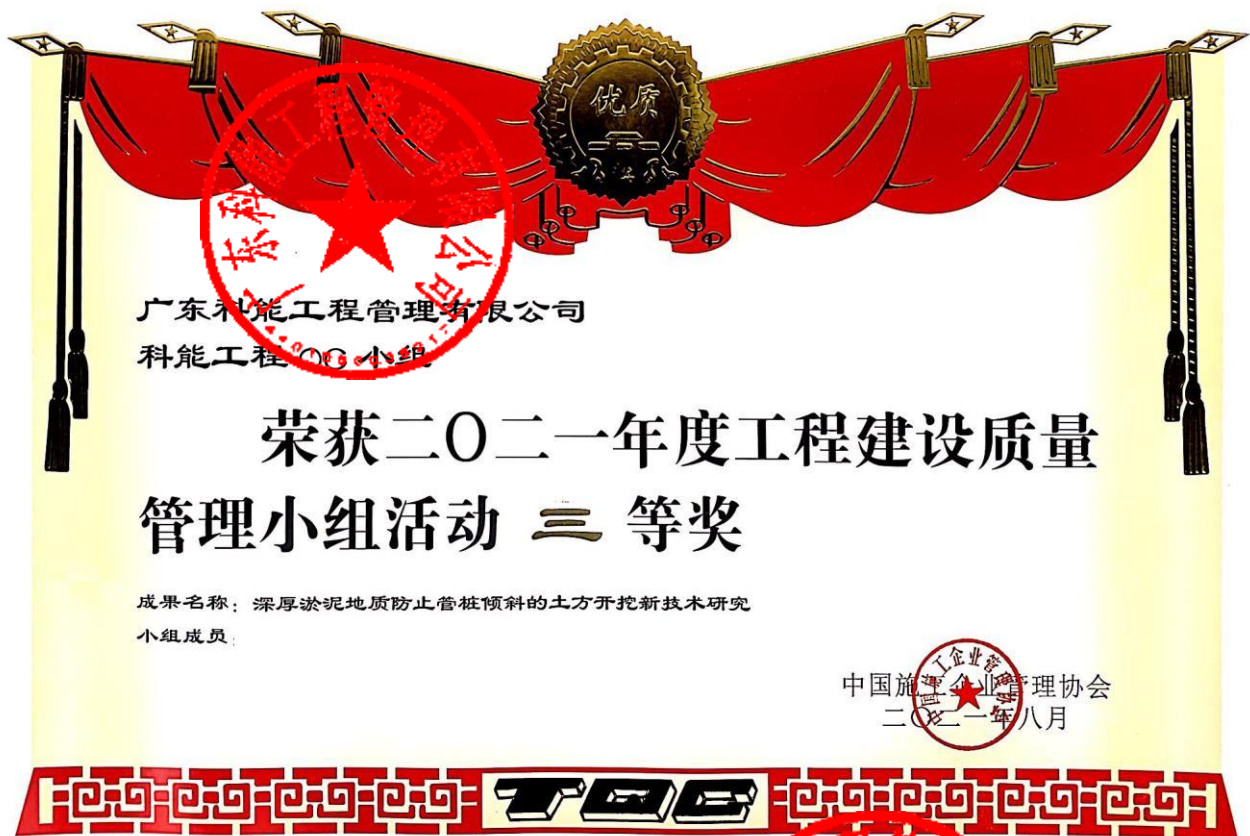 优质
广东科能工程管理有限公司
科能工程 QC 小组
荣获二〇二一年度工程建设质量
管理小组活动 三 等奖
成果名称：深厚淤泥地质防止管桩倾斜的土方开挖新技术研究
小组成员：
中国施工企业管理协会
二〇二一年八月
TQC